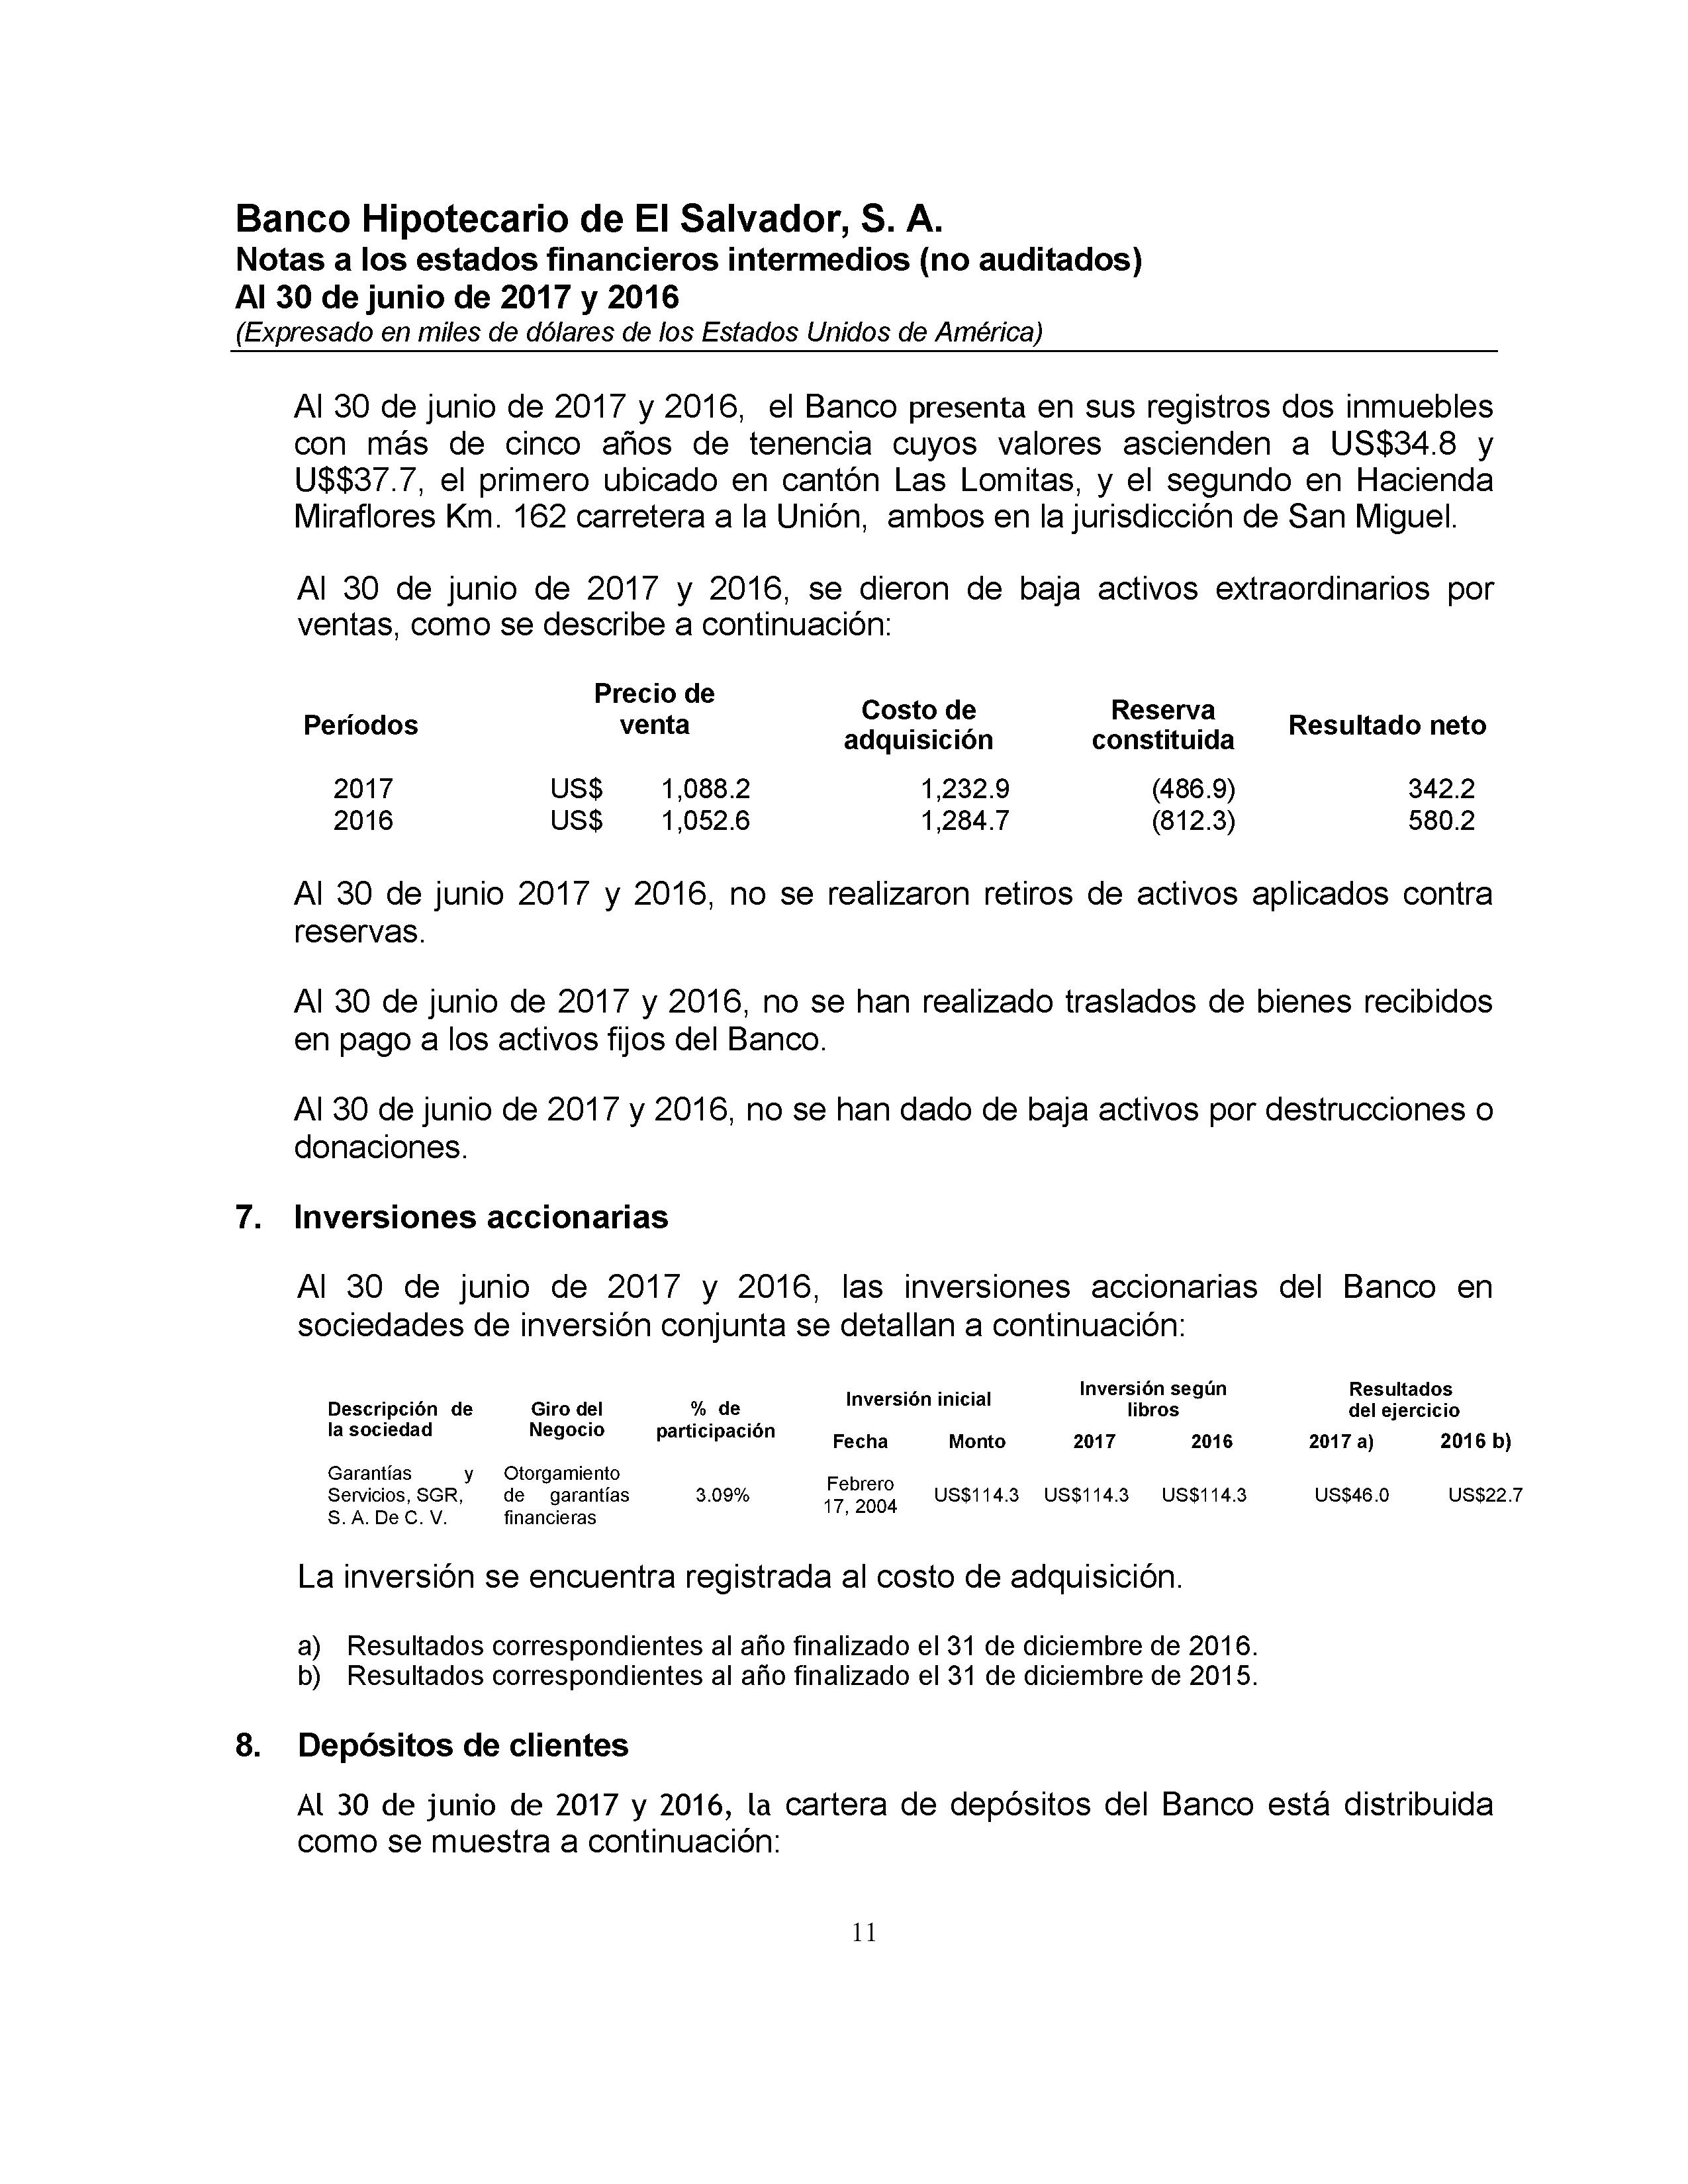 Banco Hipotecario de El Salvador, S. A.
Notas a los estados financieros intermedios (no auditados)
Al 30 de junio de 2017 y 2016
(Expresado en miles de dólares de los Estados Unidos de América)
Al 30 de junio de 2017 y 2016, el Banco presenta en sus registros dos inmuebles
con más de cinco años de tenencia cuyos valores ascienden a US$34.8 y
U$$37.7, el primero ubicado en cantón Las Lomitas, y el segundo en Hacienda
Miraflores Km. 162 carretera a la Unión, ambos en la jurisdicción de San Miguel.
Al 30 de junio de 2017 y 2016, se dieron de baja activos extraordinarios por
ventas, como se describe a continuación:
Períodos Precio de venta Costo de adquisición Reserva constituida Resultado neto
2017 US$ 1,088.2 1,232.9 (486.9) 342.2
2016 US$ 1,052.6 1,284.7 (812.3) 580.2
Al 30 de junio 2017 y 2016, no se realizaron retiros de activos aplicados contra
reservas.
Al 30 de junio de 2017 y 2016, no se han realizado traslados de bienes recibidos
en pago a los activos fijos del Banco.
Al 30 de junio de 2017 y 2016, no se han dado de baja activos por destrucciones o
donaciones.
7. Inversiones accionarias
Al 30 de junio de 2017 y 2016, las inversiones accionarias del Banco en
sociedades de inversión conjunta se detallan a continuación:
Descripción de la sociedad Giro del Negocio % de participación Inversión inicial Inversión según libros Resultados del ejercicio
Fecha Monto 2017 2016 2017 a) 2016 b)
Garantías y Servicios, SGR, S. A. De C. V. Otorgamiento de garantías financieras 3.09% Febrero 17, 2004 US$114.3 US$114.3 US$114.3 US$46.0 US$22.7
La inversión se encuentra registrada al costo de adquisición.
a) Resultados correspondientes al año finalizado el 31 de diciembre de 2016.
b) Resultados correspondientes al año finalizado el 31 de diciembre de 2015.
8. Depósitos de clientes
Al 30 de junio de 2017 y 2016, la cartera de depósitos del Banco está distribuida
como se muestra a continuación:
11